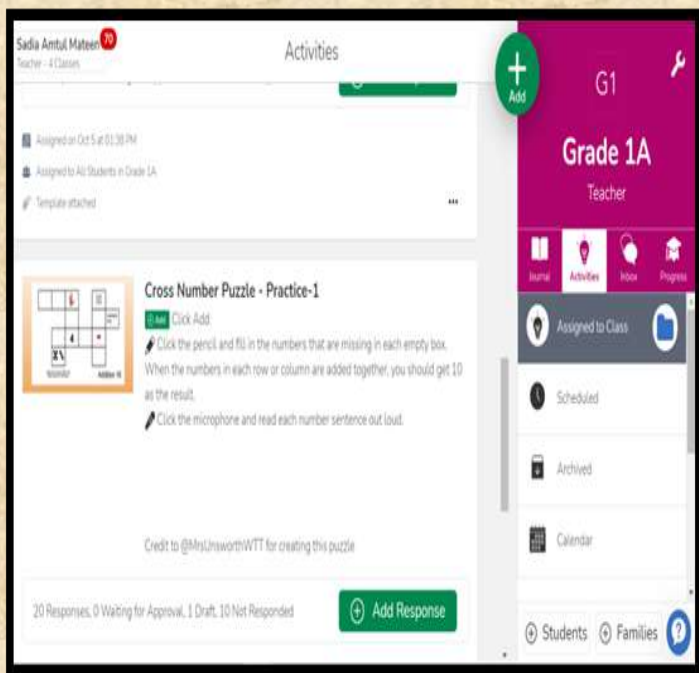 Sadia Amtul Mateen 70
Teacher - 4 Classes
Activities
Add
Assigned on Oct 5 at 01:38 PM
Assigned to All Students in Grade 1A
Template attached
Cross Number Puzzle - Practice-1
Add Click Add
Click the pencil and fill in the numbers that are missing in each empty box.
When the numbers in each row or column are added together, you should get 10
as the result.
Click the microphone and read each number sentence out loud.
Credit to @MrsUnsworthWTT for creating this puzzle
20 Responses, 0 Waiting for Approval, 1 Draft, 10 Not Responded
Add Response
G1
Grade 1A
Teacher
Journal
Activities
Inbox
Progress
Assigned to Class
Scheduled
Archived
Calendar
Students
Families
?